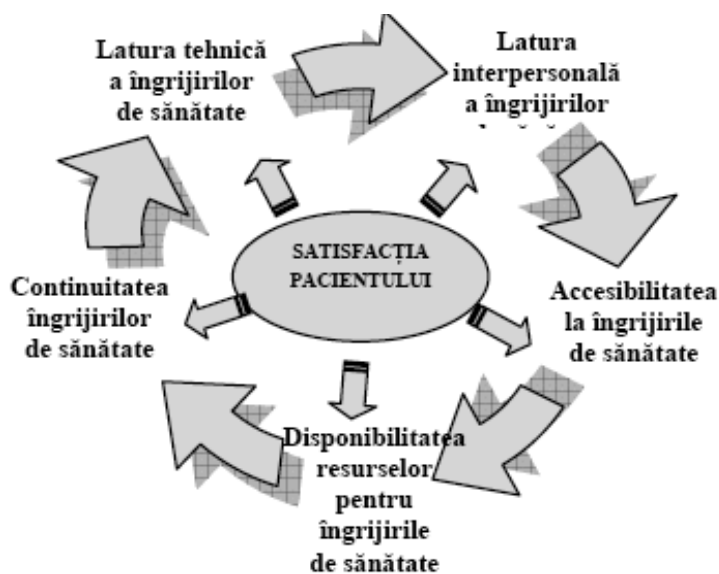 Latura tehnică
a îngrijirilor
de sănătate
Latura
interpersonală
a îngrijirilor
SATISFACȚIA
PACIENTULUI
Accesibilitatea
la îngrijirile
de sănătate
Disponibilitatea
resurselor
pentru
îngrijirile
de sănătate
Continuitatea
îngrijirilor
de sănătate